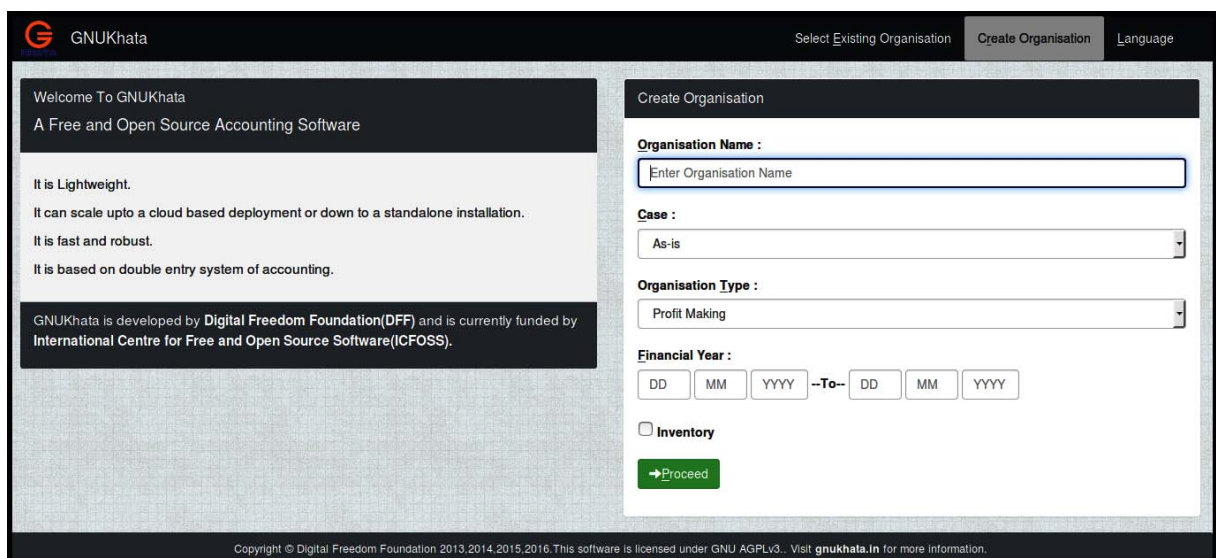 GNUKhata
Select Existing Organisation Create Organisation Language
Welcome To GNUKhata
A Free and Open Source Accounting Software
It is Lightweight.
It can scale upto a cloud based deployment or down to a standalone installation.
It is fast and robust.
It is based on double entry system of accounting.
GNUKhata is developed by Digital Freedom Foundation(DFF) and is currently funded by
International Centre for Free and Open Source Software(ICFOSS).
Create Organisation
Organisation Name :
Enter Organisation Name
Case :
As-is
Organisation Type :
Profit Making
Financial Year :
DD MM YYYY --To-- DD MM YYYY
Inventory
➔Proceed
Copyright © Digital Freedom Foundation 2013,2014,2015,2016.This software is licensed under GNU AGPLv3.. Visit gnukhata.in for more information.